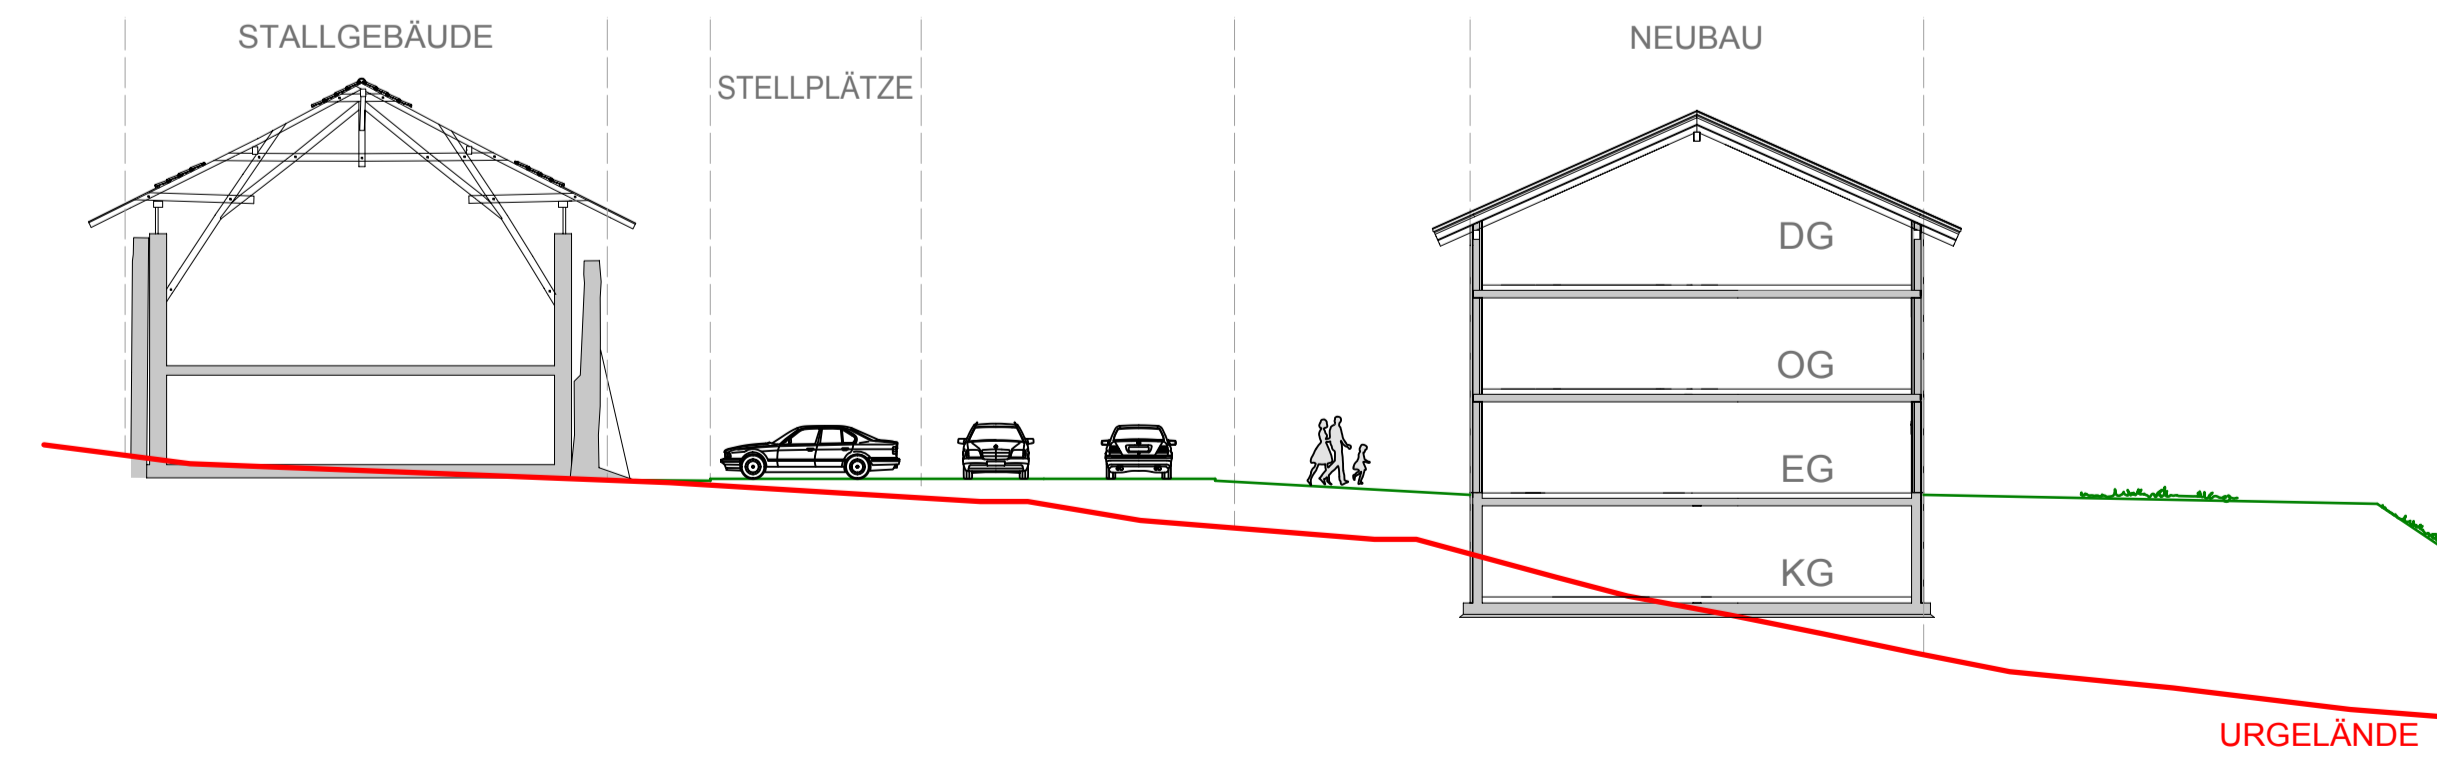 STALLGEBÄUDE
NEUBAU
STELLPLÄTZE
DG
OG
EG
KG
URGELÄNDE